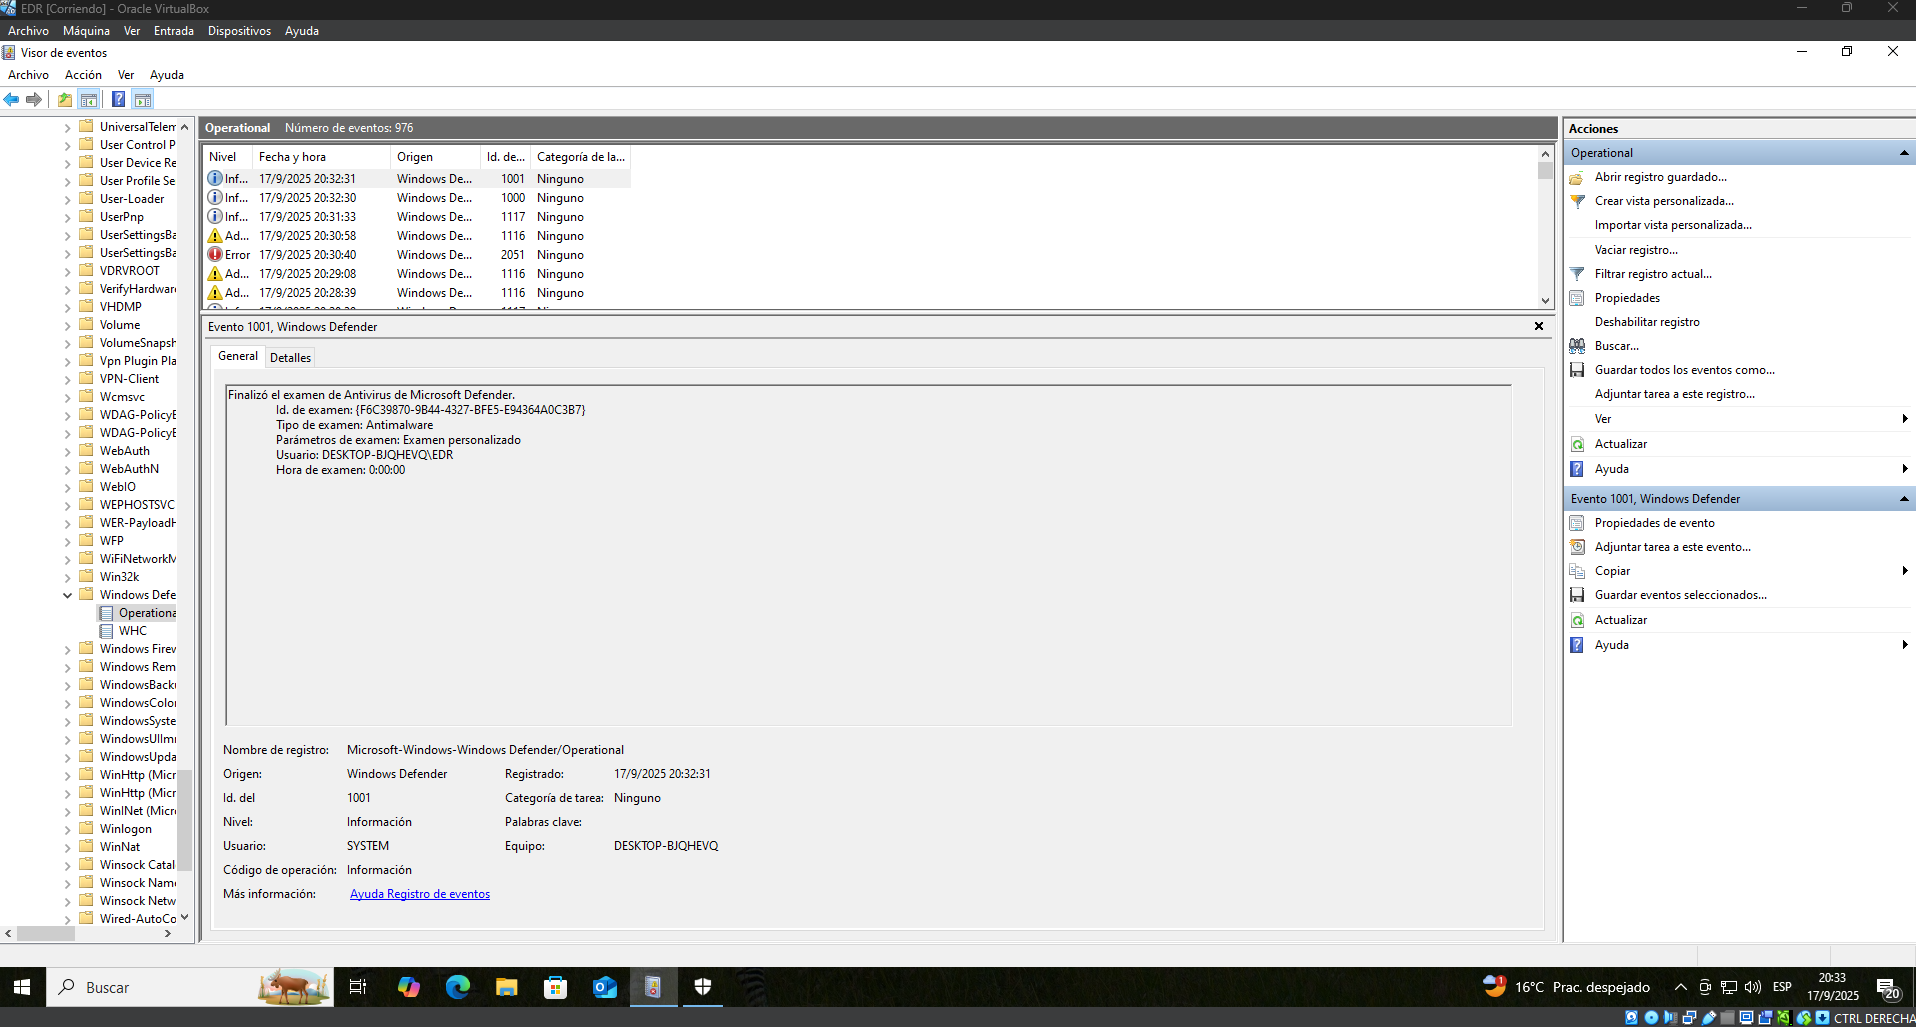 EDR [Corriendo] - Oracle VirtualBox
Archivo Máquina Ver Entrada Dispositivos Ayuda
Visor de eventos
Archivo Acción Ver Ayuda
UniversalTelem
User Control P
User Device Re
User Profile Se
User-Loader
UserPnp
UserSettingsBa
UserSettingsBa
VDRVROOT
VerifyHardwar
VHDMP
Volume
VolumeSnapsh
Vpn Plugin Pla
VPN-Client
Wcmsvc
WDAG-PolicyE
WDAG-PolicyE
WebAuth
WebAuthN
WebIO
WEPHOSTSVC
WER-PayloadH
WFP
WiFiNetworkM
Win32k
Windows Defe
Operationa
WHC
Windows Firew
Windows Rem
WindowsBacku
WindowsColor
WindowsSyste
WindowsUIImm
WindowsUpda
WinHttp (Micr
WinHttp (Micr
WinINet (Micro
Winlogon
WinNat
Winsock Catal
Winsock Name
Winsock Netw
Wired-AutoCo
Operational Número de eventos: 976
Nivel Fecha y hora Origen Id. de... Categoría de la...
Inf... 17/9/2025 20:32:31 Windows De... 1001 Ninguno
Inf... 17/9/2025 20:32:30 Windows De... 1000 Ninguno
Inf... 17/9/2025 20:31:33 Windows De... 1117 Ninguno
Ad... 17/9/2025 20:30:58 Windows De... 1116 Ninguno
Error 17/9/2025 20:30:40 Windows De... 2051 Ninguno
Ad... 17/9/2025 20:29:08 Windows De... 1116 Ninguno
Ad... 17/9/2025 20:28:39 Windows De... 1116 Ninguno
Evento 1001, Windows Defender
General Detalles
Finalizó el examen de Antivirus de Microsoft Defender.
Id. de examen: {F6C39870-9B44-4327-BFE5-E94364A0C3B7}
Tipo de examen: Antimalware
Parámetros de examen: Examen personalizado
Usuario: DESKTOP-BJQHEVQ\EDR
Hora de examen: 0:00:00
Nombre de registro: Microsoft-Windows-Windows Defender/Operational
Origen: Windows Defender Registrado: 17/9/2025 20:32:31
Id. del 1001 Categoría de tarea: Ninguno
Nivel: Información Palabras clave:
Usuario: SYSTEM Equipo: DESKTOP-BJQHEVQ
Código de operación: Información
Más información: Ayuda Registro de eventos
Acciones
Operational
Abrir registro guardado...
Crear vista personalizada...
Importar vista personalizada...
Vaciar registro...
Filtrar registro actual...
Propiedades
Deshabilitar registro
Buscar...
Guardar todos los eventos como...
Adjuntar tarea a este registro...
Ver
Actualizar
Ayuda
Evento 1001, Windows Defender
Propiedades de evento
Adjuntar tarea a este evento...
Copiar
Guardar eventos seleccionados...
Actualizar
Ayuda
Buscar
1
16°C Prac. despejado
ESP
20:33
17/9/2025
20
CTRL DERECHA